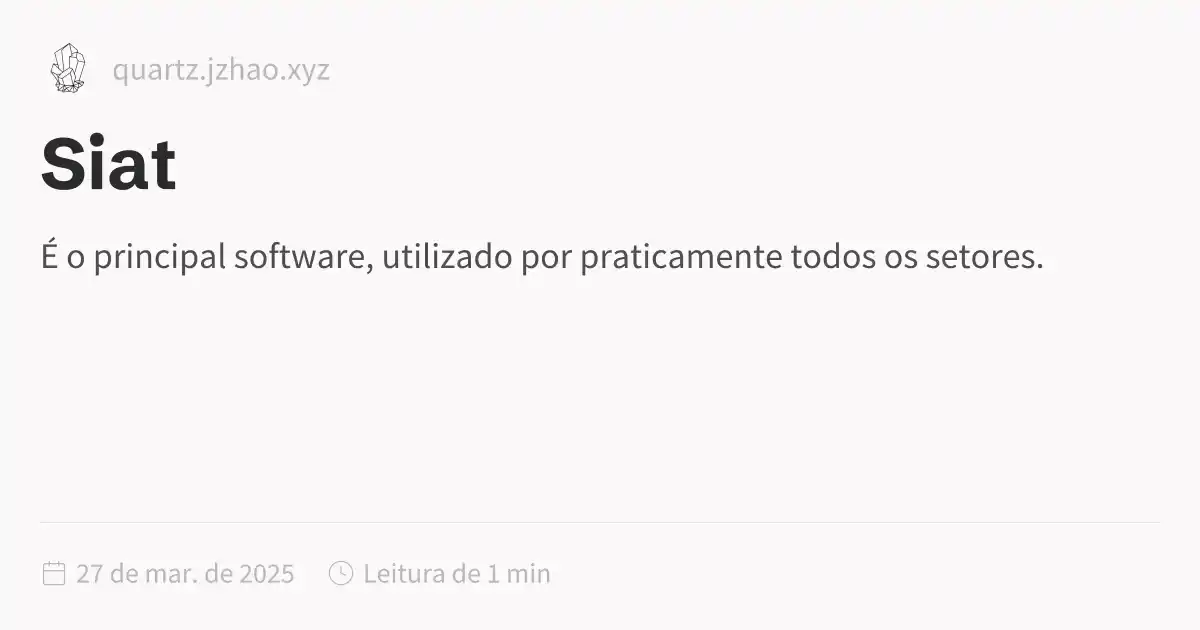 quartz.jzhao.xyz
Siat
É o principal software, utilizado por praticamente todos os setores.
27 de mar. de 2025 Leitura de 1 min